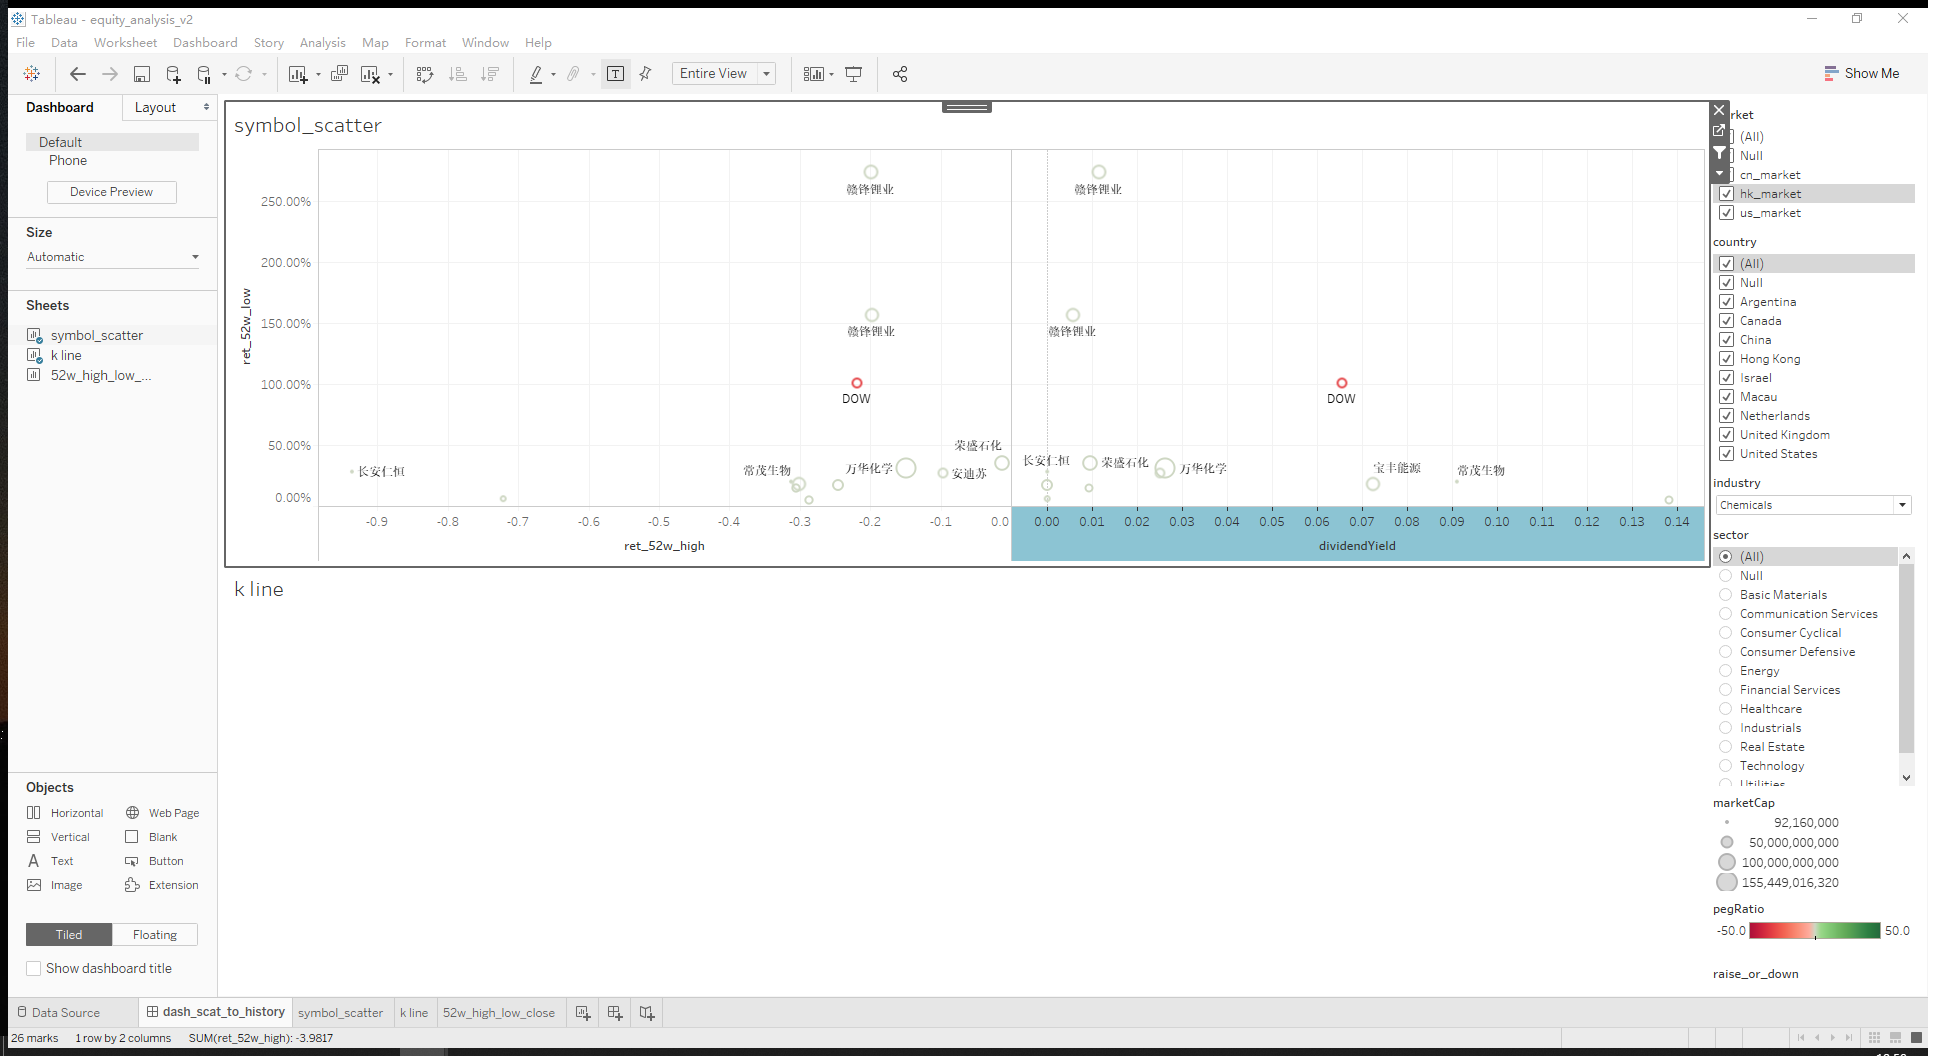 Tableau - equity_analysis_v2
File Data Worksheet Dashboard Story Analysis Map Format Window Help
Entire View
Show Me
Dashboard
Layout
Default
Phone
Device Preview
Size
Automatic
Sheets
symbol_scatter
k line
52w_high_low_...
Objects
Horizontal Web Page
Vertical Blank
Text Button
Image Extension
Tiled Floating
Show dashboard title
symbol_scatter
ret_52w_low
250.00%
200.00%
150.00%
100.00%
50.00%
0.00%
赣锋锂业 赣锋锂业
赣锋锂业 赣锋锂业
DOW DOW
荣盛石化
长安仁恒 常茂生物 万华化学 安迪苏 长安仁恒 荣盛石化 万华化学 宝丰能源 常茂生物
-0.9 -0.8 -0.7 -0.6 -0.5 -0.4 -0.3 -0.2 -0.1 0.0 0.00 0.01 0.02 0.03 0.04 0.05 0.06 0.07 0.08 0.09 0.10 0.11 0.12 0.13 0.14
ret_52w_high dividendYield
k line
rket
(All)
Null
cn_market
hk_market
us_market
country
(All)
Null
Argentina
Canada
China
Hong Kong
Israel
Macau
Netherlands
United Kingdom
United States
industry
Chemicals
sector
(All)
Null
Basic Materials
Communication Services
Consumer Cyclical
Consumer Defensive
Energy
Financial Services
Healthcare
Industrials
Real Estate
Technology
Utilities
marketCap
92,160,000
50,000,000,000
100,000,000,000
155,449,016,320
pegRatio
-50.0 50.0
raise_or_down
Data Source dash_scat_to_history symbol_scatter k line 52w_high_low_close
26 marks 1 row by 2 columns SUM(ret_52w_high): -3.9817